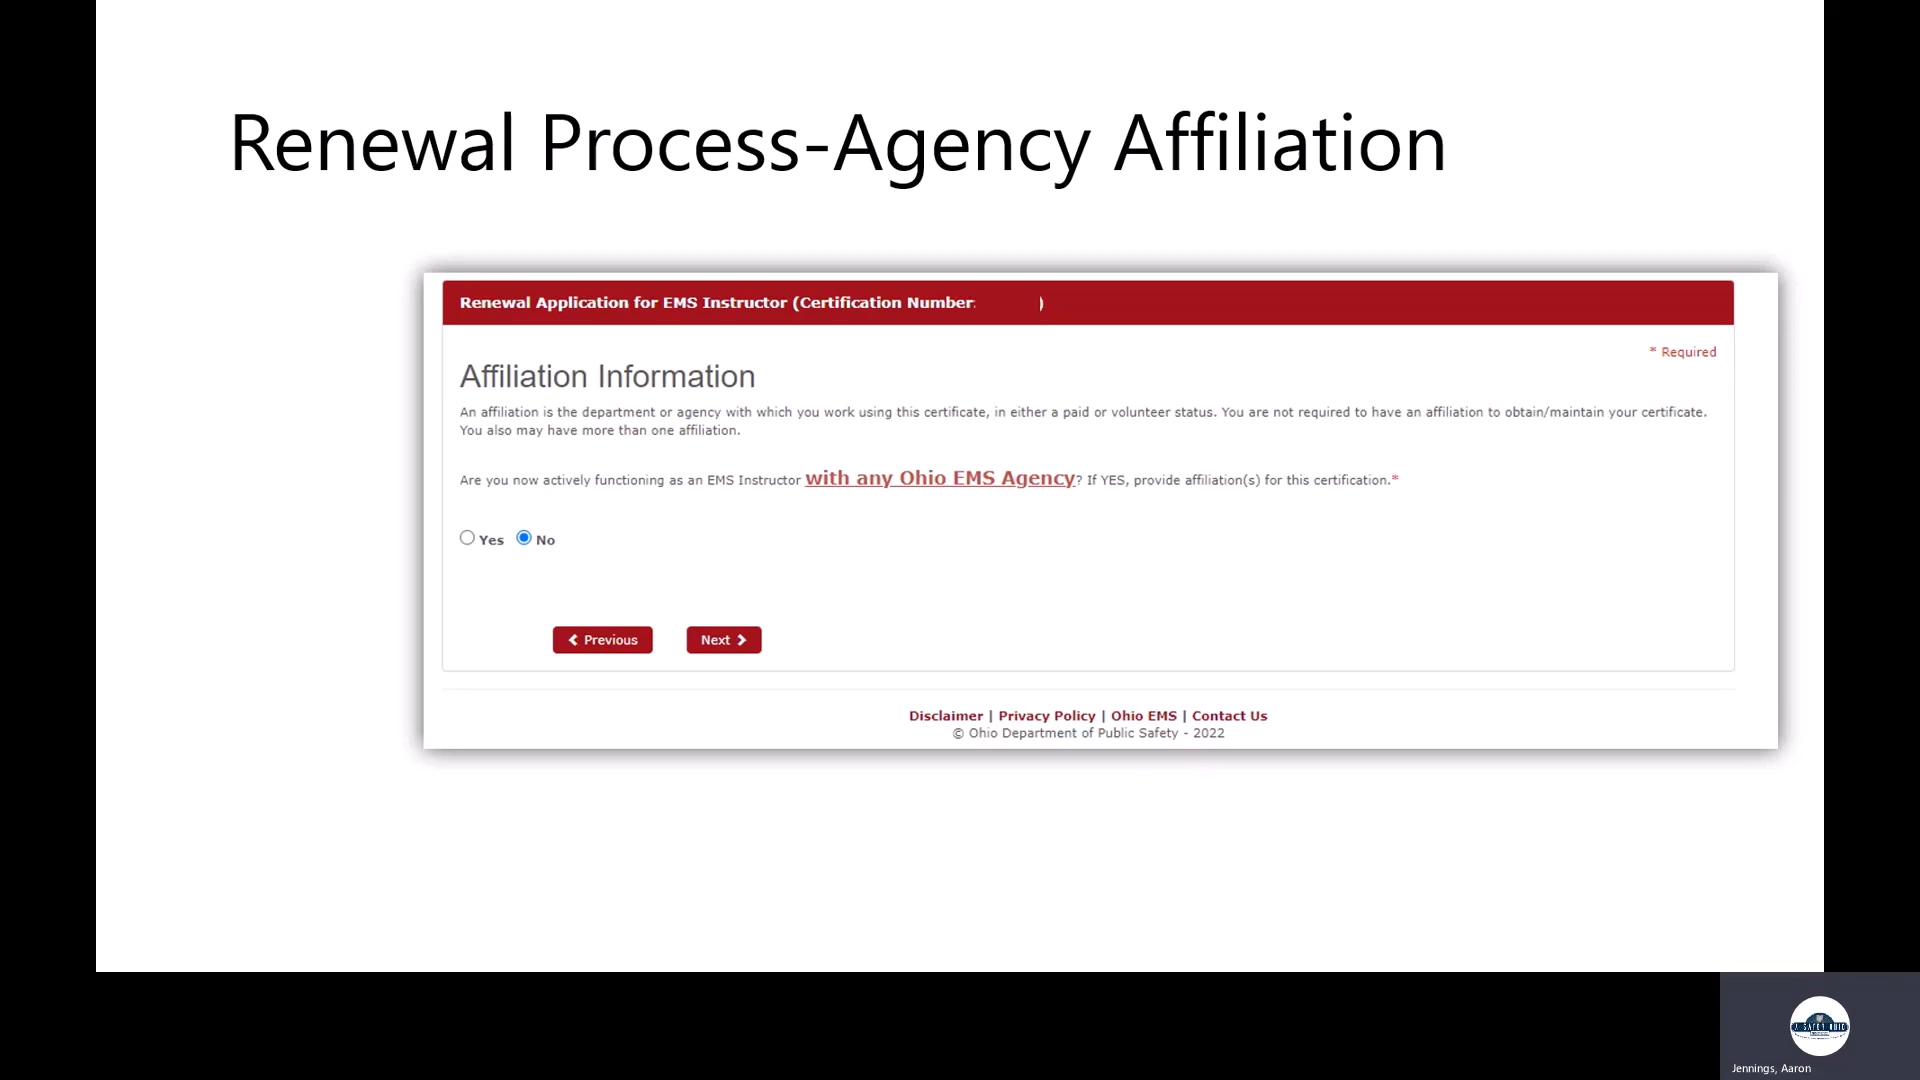 Renewal Process-Agency Affiliation
Renewal Application for EMS Instructor (Certification Number: )
* Required
Affiliation Information
An affiliation is the department or agency with which you work using this certificate, in either a paid or volunteer status. You are not required to have an affiliation to obtain/maintain your certificate.
You also may have more than one affiliation.
Are you now actively functioning as an EMS Instructor with any Ohio EMS Agency? If YES, provide affiliation(s) for this certification.*
Yes No
Previous Next
Disclaimer | Privacy Policy | Ohio EMS | Contact Us
© Ohio Department of Public Safety - 2022
Jennings, Aaron